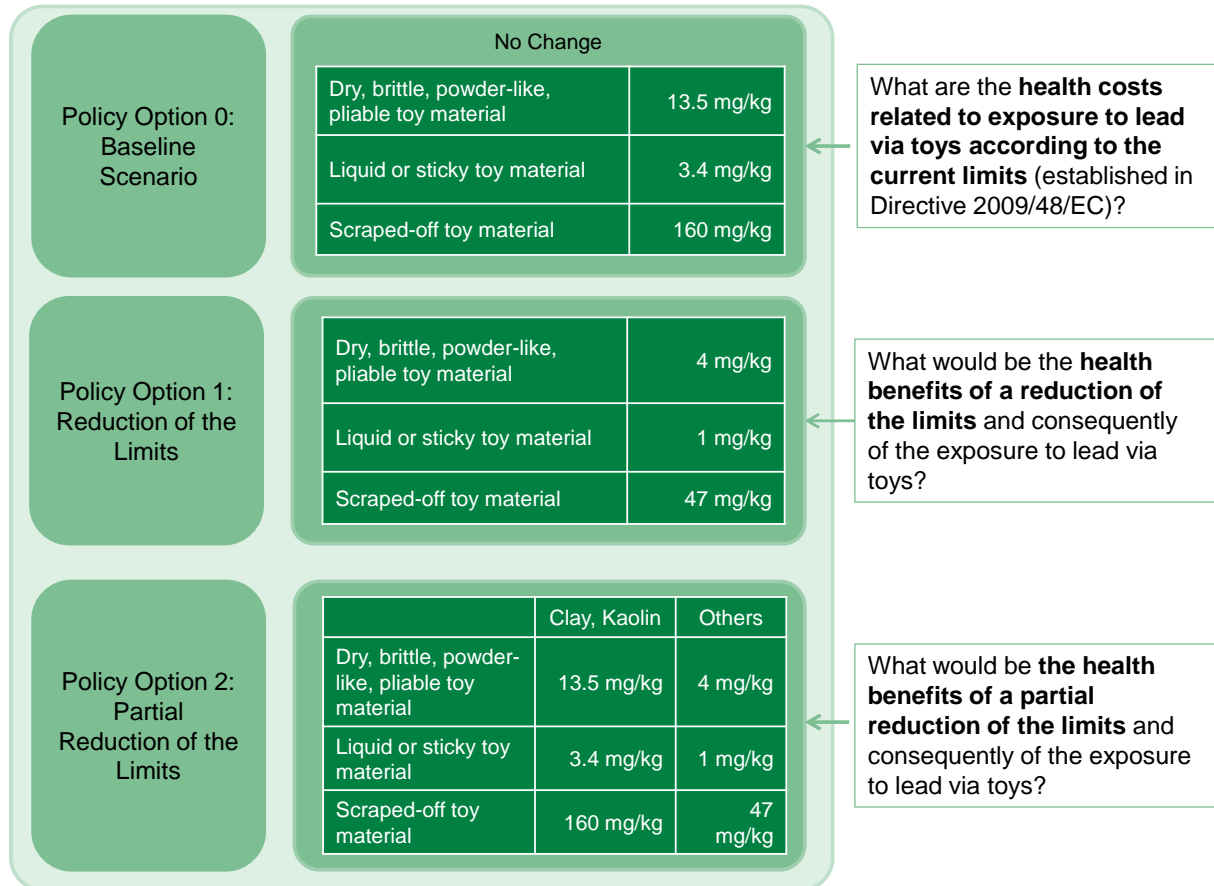 Policy Option 0:
Baseline
Scenario
No Change
Dry, brittle, powder-like,
pliable toy material
13.5 mg/kg
Liquid or sticky toy material
3.4 mg/kg
Scraped-off toy material
160 mg/kg
What are the health costs
related to exposure to lead
via toys according to the
current limits (established in
Directive 2009/48/EC)?
Policy Option 1:
Reduction of the
Limits
Dry, brittle, powder-like,
pliable toy material
4 mg/kg
Liquid or sticky toy material
1 mg/kg
Scraped-off toy material
47 mg/kg
What would be the health
benefits of a reduction of
the limits and consequently
of the exposure to lead via
toys?
Policy Option 2:
Partial
Reduction of the
Limits
Clay, Kaolin
Others
Dry, brittle, powder-
like, pliable toy
material
13.5 mg/kg
4 mg/kg
Liquid or sticky toy
material
3.4 mg/kg
1 mg/kg
Scraped-off toy
material
160 mg/kg
47
mg/kg
What would be the health
benefits of a partial
reduction of the limits and
consequently of the exposure
to lead via toys?